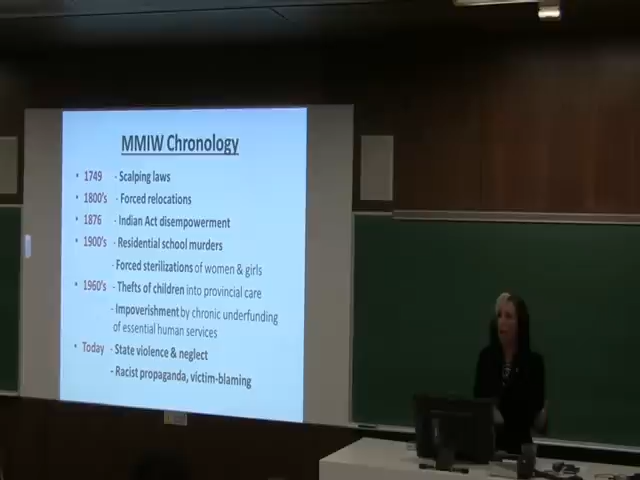 MMIW Chronology
• 1749 - Scalping laws
• 1800's - Forced relocations
• 1876 - Indian Act disempowerment
• 1900's - Residential school murders
- Forced sterilizations of women & girls
• 1960's - Thefts of children into provincial care
- Impoverishment by chronic underfunding
of essential human services
• Today - State violence & neglect
- Racist propaganda, victim-blaming